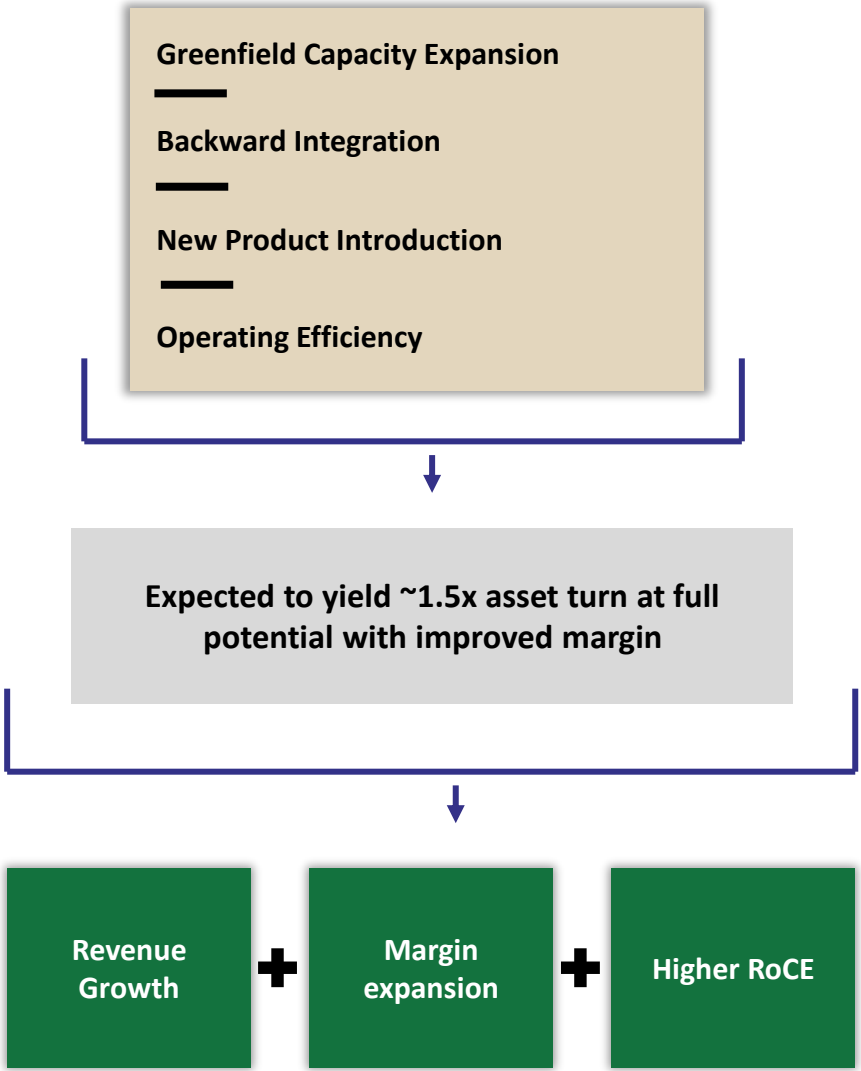 Greenfield Capacity Expansion
Backward Integration
New Product Introduction
Operating Efficiency
Expected to yield ~1.5x asset turn at full
potential with improved margin
Revenue
Growth
Margin
expansion
Higher RoCE